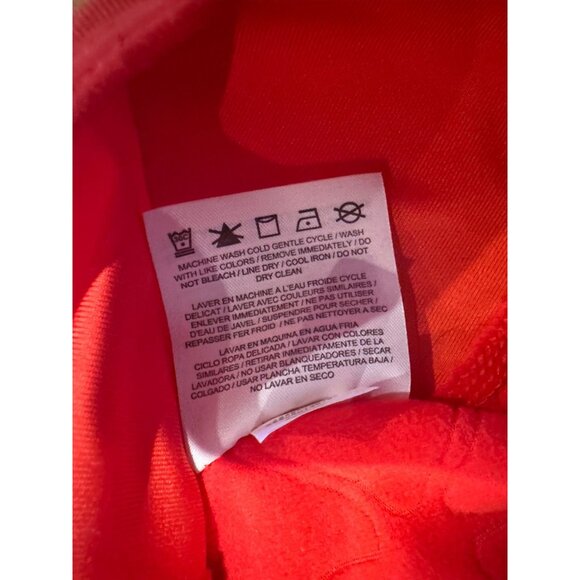 30C
MACHINE WASH COLD GENTLE CYCLE / WASH
WITH LIKE COLORS / REMOVE IMMEDIATELY / DO
NOT BLEACH / LINE DRY / COOL IRON / DO NOT
DRY CLEAN
LAVER EN MACHINE A L'EAU FROIDE CYCLE
DELICAT / LAVER AVEC COULEURS SIMILAIRES /
ENLEVER IMMEDIATEMENT / NE PAS UTILISER
D'EAU DE JAVEL / SUSPENDRE POUR SECHER /
REPASSER FER FROID / NE PAS NETTOYER A SEC
LAVAR EN MAQUINA EN AGUA FRIA
CICLO ROPA DELICADA / LAVAR CON COLORES
SIMILARES / RETIRAR INMEDIATAMENTE DE LA
LAVADORA / NO USAR BLANQUEADORES / SECAR
COLGADO / USAR PLANCHA TEMPERATURA BAJA /
NO LAVAR EN SECO